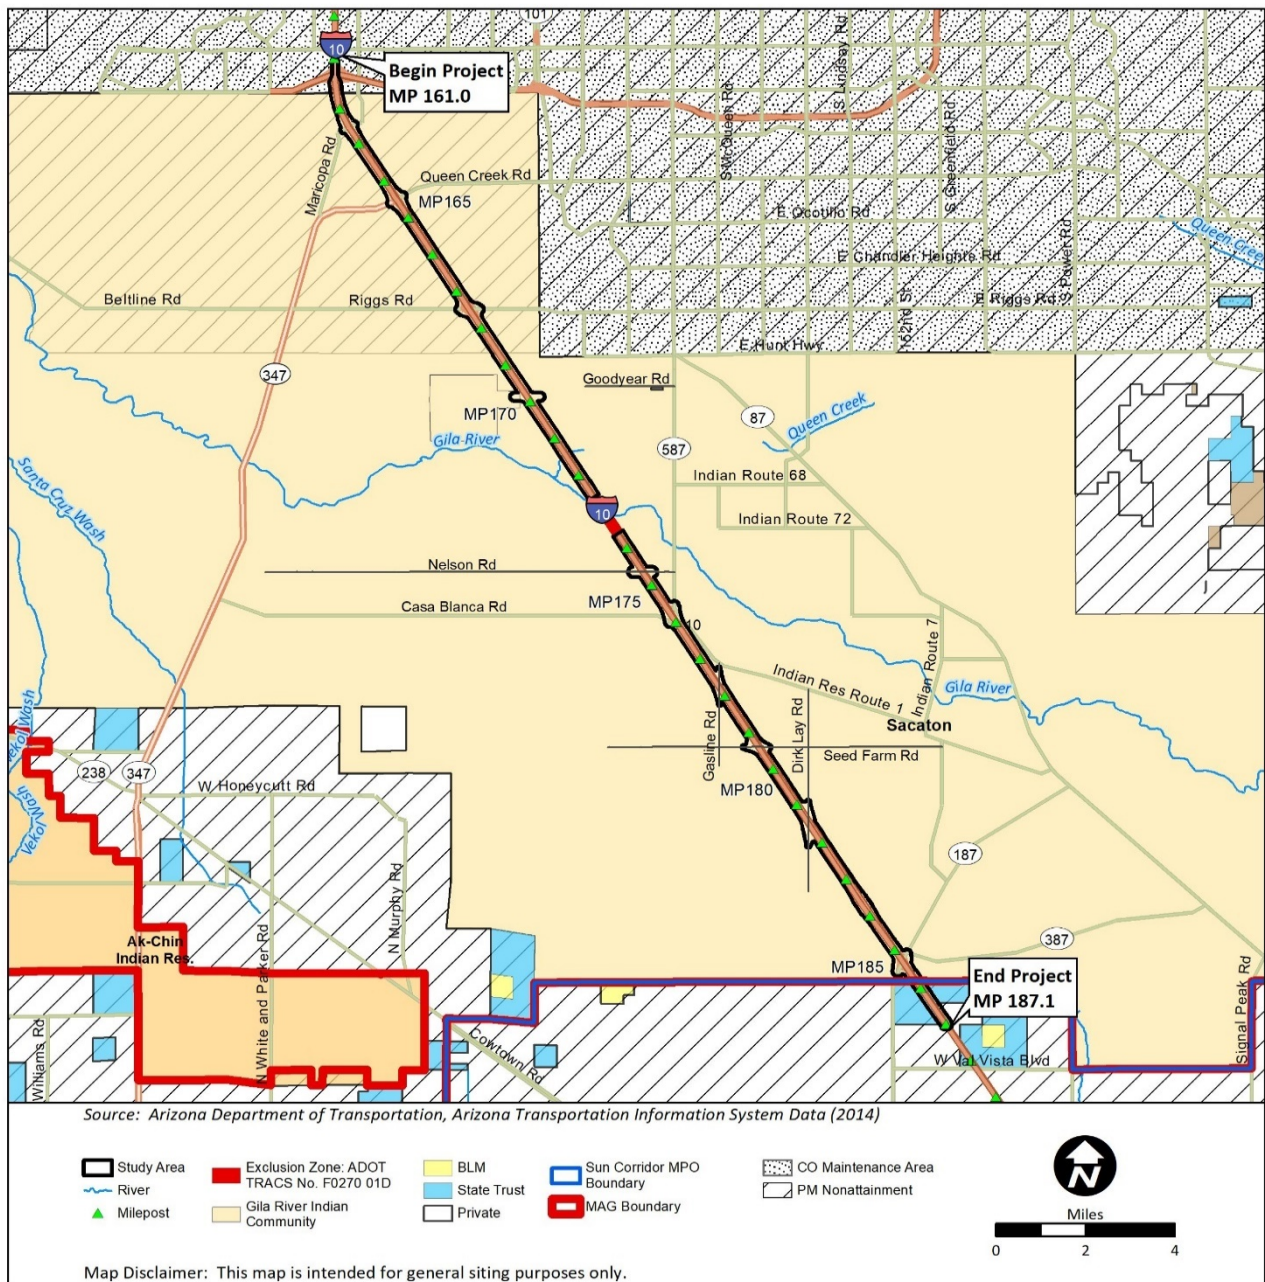 101
10
Begin Project
MP 161.0
S Lindsay Rd
S McQueen Rd
S Greenfield Rd
Maricopa Rd
Queen Creek Rd
MP165
E Ocotillo Rd
Queen Creek
E Chandler Heights Rd
S Power Rd
Beltline Rd
Riggs Rd
E Riggs Rd
162nd St
E Hunt Hwy
347
Goodyear Rd
MP170
87
Queen Creek
Gila River
587
Santa Cruz Wash
Indian Route 68
10
Indian Route 72
Nelson Rd
MP175
Casa Blanca Rd
10
Indian Route 7
Indian Res Route 1
Gila River
Vekol Wash
Sacaton
Gasline Rd
Dirk Lay Rd
Seed Farm Rd
238
347
W Honeycutt Rd
MP180
Vekol Wash
187
N Murphy Rd
Ak-Chin
Indian Res.
N White and Parker Rd
387
MP185
End Project
MP 187.1
Signal Peak Rd
Williams Rd
Cowtown Rd
W Val Vista Blvd
Source: Arizona Department of Transportation, Arizona Transportation Information System Data (2014)
Study Area
River
Milepost
Exclusion Zone: ADOT
TRACS No. F0270 01D
Gila River Indian
Community
BLM
State Trust
Private
Sun Corridor MPO
Boundary
MAG Boundary
CO Maintenance Area
PM Nonattainment
N
Miles
0 2 4
Map Disclaimer: This map is intended for general siting purposes only.